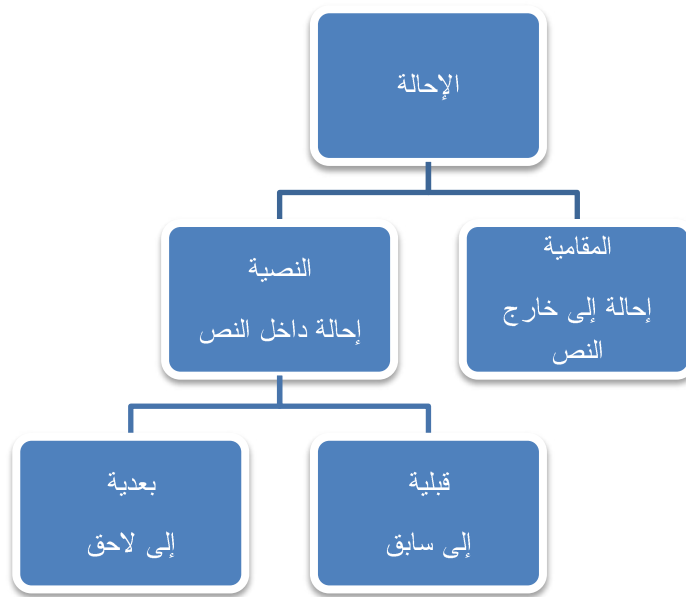 الإحالة
المقامية
إحالة إلى خارج
النص
النصية
إحالة داخل النص
قبلية
إلى سابق
بعدية
إلى لاحق